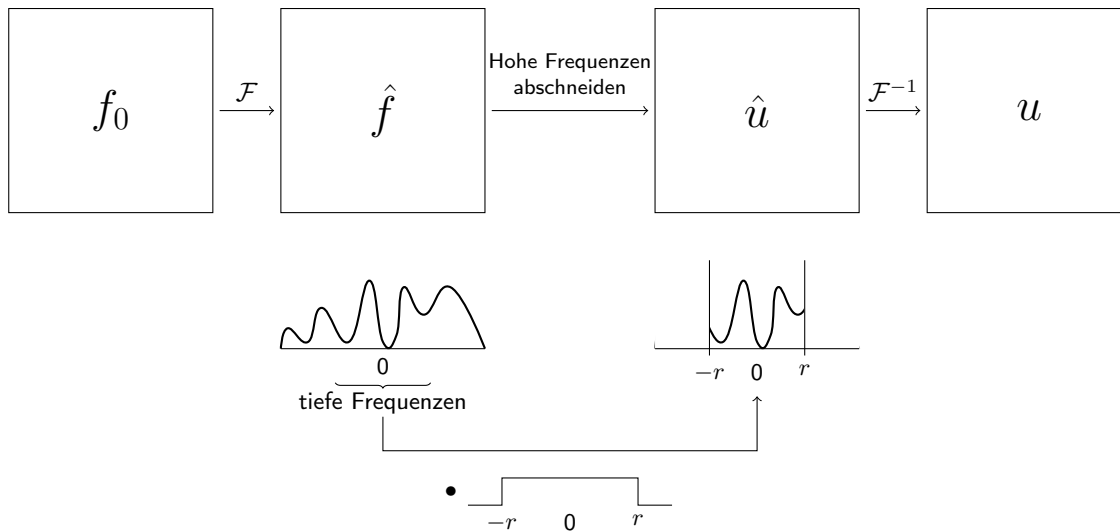 f₀
ℱ
f̂
Hohe Frequenzen
abschneiden
û
ℱ⁻¹
u
0
tiefe Frequenzen
−r 0 r
−r 0 r